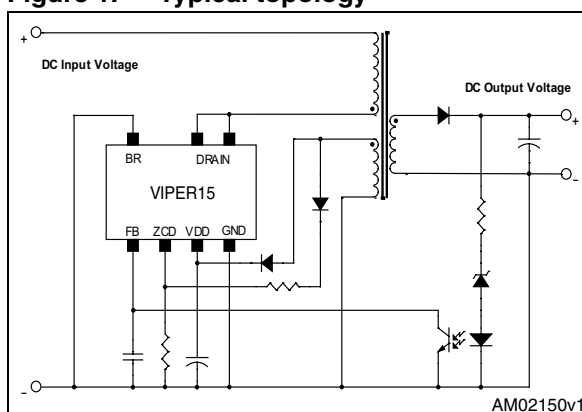 Figure 1. Typical topology
+
DC Input Voltage
DC Output Voltage
+
BR DRAIN
VIPER15
FB ZCD VDD GND
-
-
AM02150v1